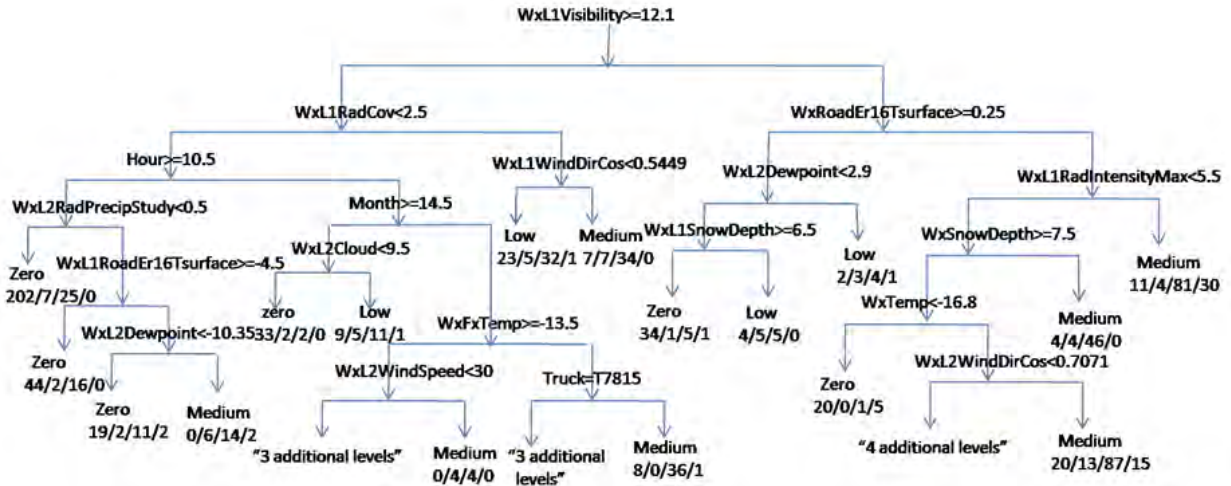 WxL1Visibility>=12.1
WxL1RadCov<2.5
WxRoadEr16Tsurface>=0.25
Hour>=10.5
WxL1WindDirCos<0.5449
WxL2Dewpoint<2.9
WxL1RadIntensityMax<5.5
WxL2RadPrecipStudy<0.5
Month>=14.5
WxL1SnowDepth>=6.5
WxSnowDepth>=7.5
Low
23/5/32/1
Medium
7/7/34/0
WxL2Cloud<9.5
Low
2/3/4/1
Zero
202/7/25/0
WxL1RoadEr16Tsurface>=-4.5
Medium
11/4/81/30
zero
33/2/2/0
Low
9/5/11/1
Zero
34/1/5/1
Low
4/5/5/0
WxTemp<-16.8
Medium
4/4/46/0
WxL2Dewpoint<-10.35
WxFxTemp>=-13.5
Zero
44/2/16/0
WxL2WindSpeed<30
Truck=T7815
Zero
20/0/1/5
WxL2WindDirCos<0.7071
Zero
19/2/11/2
Medium
0/6/14/2
"3 additional levels"
Medium
0/4/4/0
"3 additional
levels"
Medium
8/0/36/1
"4 additional levels"
Medium
20/13/87/15